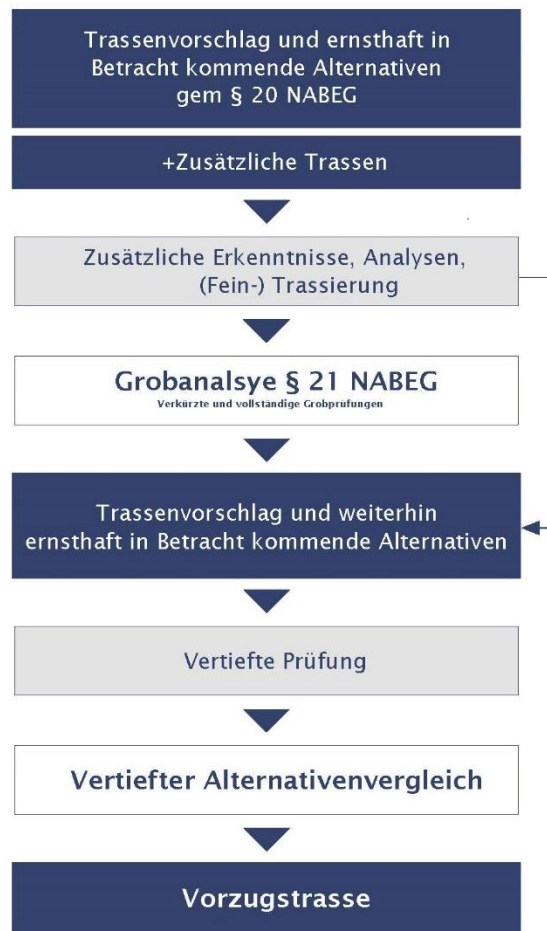 Trassenvorschlag und ernsthaft in
Betracht kommende Alternativen
gem § 20 NABEG
+Zusätzliche Trassen
Zusätzliche Erkenntnisse, Analysen,
(Fein-) Trassierung
Grobanalsye § 21 NABEG
Verkürzte und vollständige Grobprüfungen
Trassenvorschlag und weiterhin
ernsthaft in Betracht kommende Alternativen
Vertiefte Prüfung
Vertiefter Alternativenvergleich
Vorzugstrasse